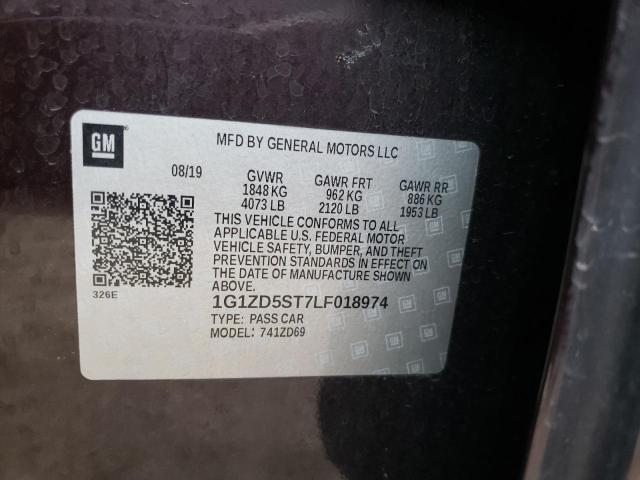 GM
MFD BY GENERAL MOTORS LLC
08/19 GVWR GAWR FRT GAWR RR
1848 KG 962 KG 886 KG
4073 LB 2120 LB 1953 LB
THIS VEHICLE CONFORMS TO ALL
APPLICABLE U.S. FEDERAL MOTOR
VEHICLE SAFETY, BUMPER, AND THEFT
PREVENTION STANDARDS IN EFFECT ON
THE DATE OF MANUFACTURE SHOWN
ABOVE.
326E
1G1ZD5ST7LF018974
TYPE: PASS CAR
MODEL: 741ZD69